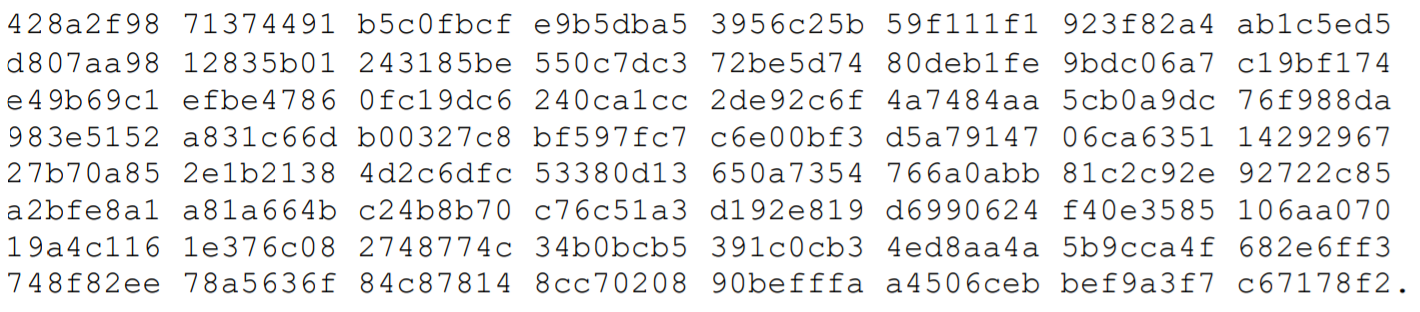 428a2f98 71374491 b5c0fbcf e9b5dba5 3956c25b 59f111f1 923f82a4 ab1c5ed5
d807aa98 12835b01 243185be 550c7dc3 72be5d74 80deb1fe 9bdc06a7 c19bf174
e49b69c1 efbe4786 0fc19dc6 240ca1cc 2de92c6f 4a7484aa 5cb0a9dc 76f988da
983e5152 a831c66d b00327c8 bf597fc7 c6e00bf3 d5a79147 06ca6351 14292967
27b70a85 2e1b2138 4d2c6dfc 53380d13 650a7354 766a0abb 81c2c92e 92722c85
a2bfe8a1 a81a664b c24b8b70 c76c51a3 d192e819 d6990624 f40e3585 106aa070
19a4c116 1e376c08 2748774c 34b0bcb5 391c0cb3 4ed8aa4a 5b9cca4f 682e6ff3
748f82ee 78a5636f 84c87814 8cc70208 90befffa a4506ceb bef9a3f7 c67178f2.